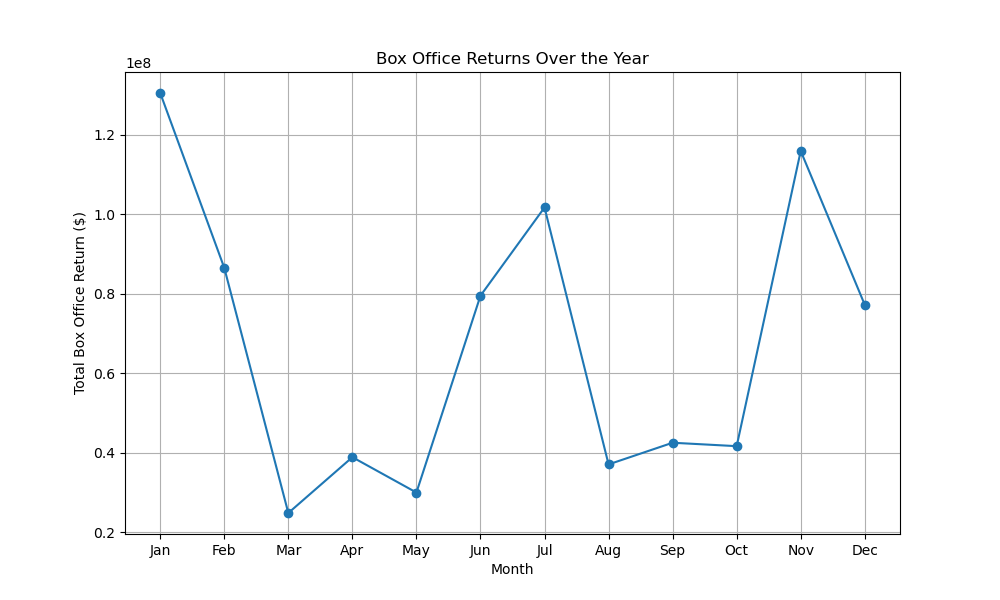 Box Office Returns Over the Year
1e8
1.2
1.0
0.8
0.6
0.4
0.2
Total Box Office Return ($)
Jan Feb Mar Apr May Jun Jul Aug Sep Oct Nov Dec
Month